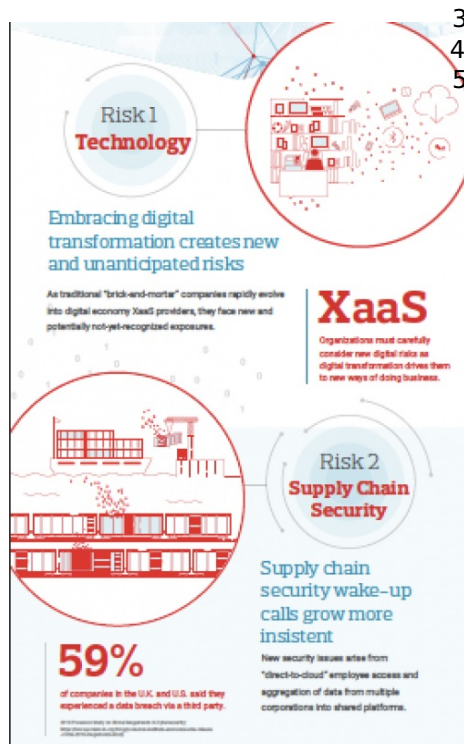 3
4
5
Risk 1
Technology
Embracing digital
transformation creates new
and unanticipated risks
As traditional "brick-and-mortar" companies rapidly evolve
into digital economy XaaS providers, they face new and
potentially not-yet-recognized exposures.
XaaS
Organizations must carefully
consider new digital risks as
digital transformation drives them
to new ways of doing business.
Risk 2
Supply Chain
Security
Supply chain
security wake-up
calls grow more
insistent
New security issues arise from
"direct-to-cloud" employee access and
aggregation of data from multiple
corporations into shared platforms.
59%
of companies in the U.K. and U.S. said they
experienced a data breach via a third party.